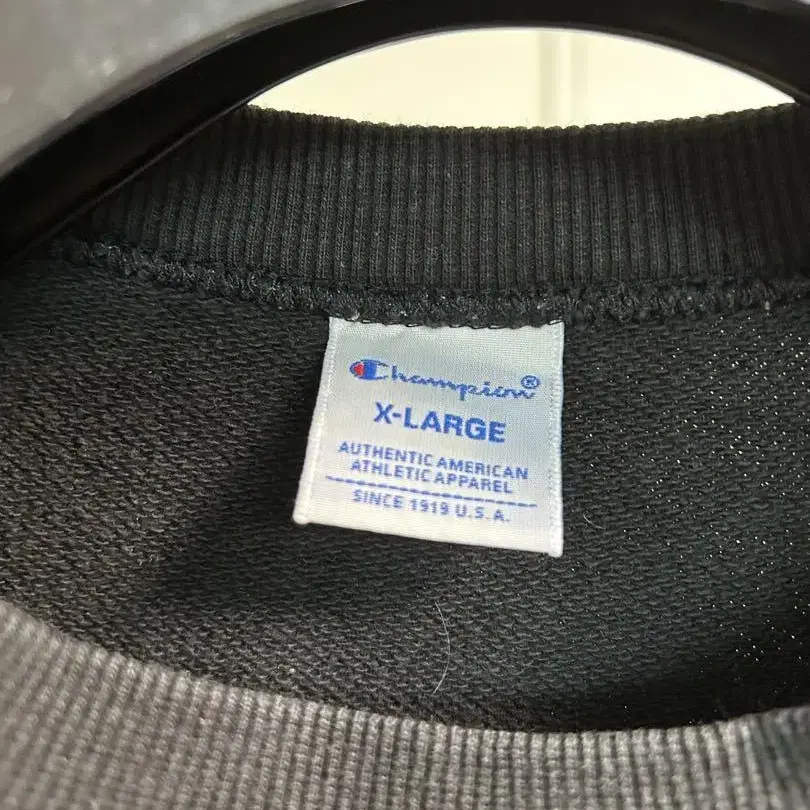 Champion®
X-LARGE
AUTHENTIC AMERICAN
ATHLETIC APPAREL
SINCE 1919 U.S.A.